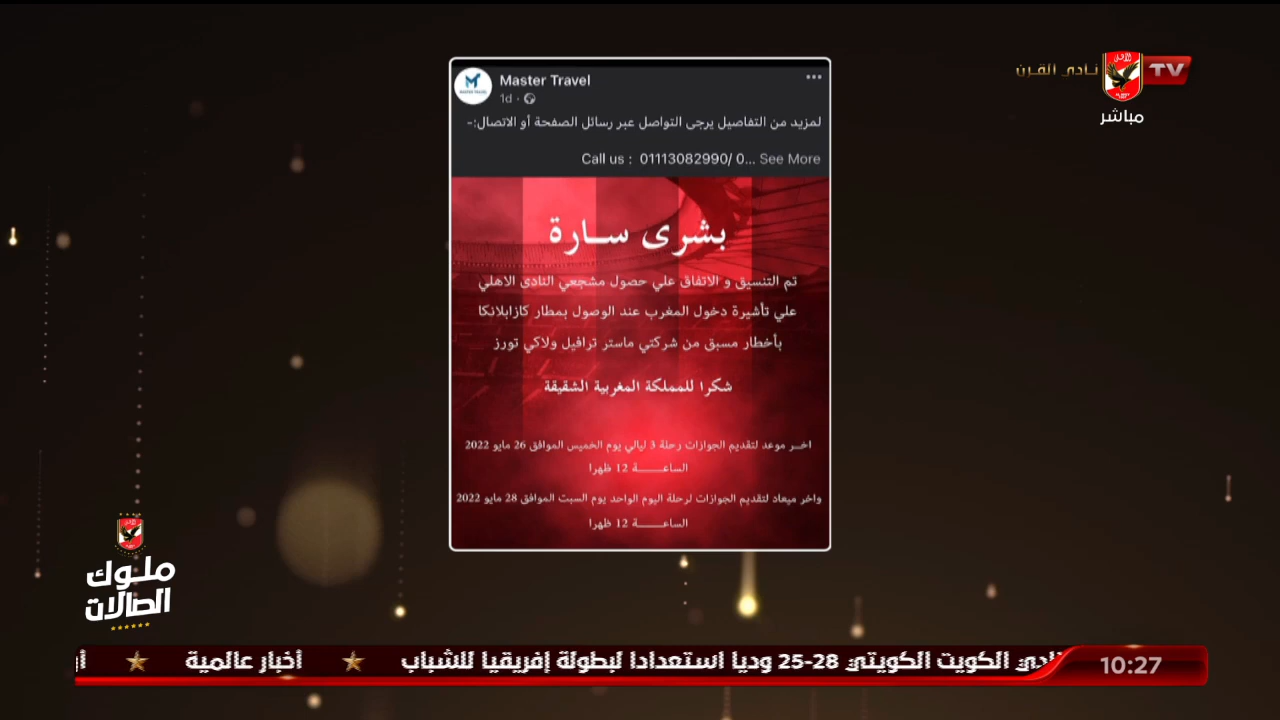 نادي القرن
TV
مباشر
Master Travel
1d
لمزيد من التفاصيل يرجى التواصل عبر رسائل الصفحة أو الاتصال:-
Call us : 01113082990/ 0... See More
بشرى ســارة
تم التنسيق و الاتفاق علي حصول مشجعي النادي الاهلي
علي تأشيرة دخول المغرب عند الوصول بمطار كازابلانكا
بأخطار مسبق من شركتي ماستر ترافيل ولاكي تورز
شكرا للمملكة المغربية الشقيقة
اخــر موعد لتقديم الجوازات رحلة 3 ليالي يوم الخميس الموافق 26 مايو 2022
الساعـــــــة 12 ظهرا
واخر ميعاد لتقديم الجوازات لرحلة اليوم الواحد يوم السبت الموافق 28 مايو 2022
الساعـــــــة 12 ظهرا
ملوك
الصالات
نادي الكويت الكويتي 28-25 وديا استعدادا لبطولة إفريقيا للشباب ★ أخبار عالمية ★
10:27